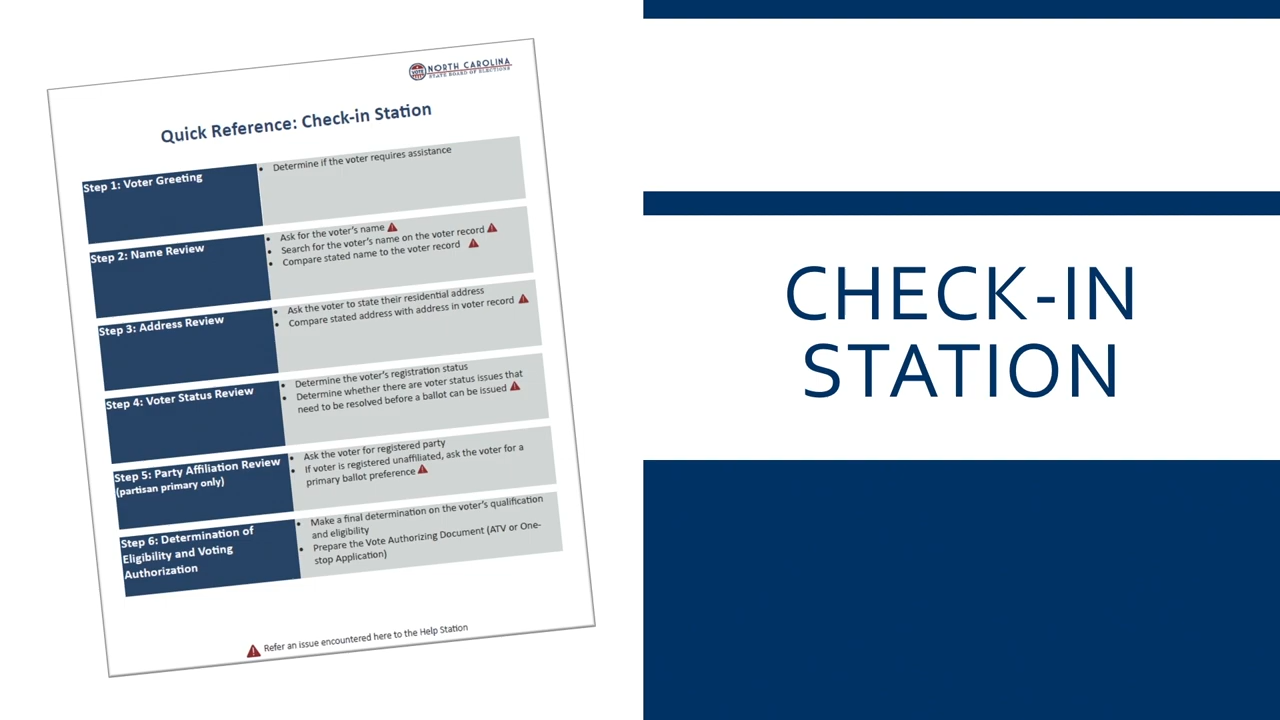 NORTH CAROLINA
STATE BOARD OF ELECTIONS
Quick Reference: Check-in Station
Step 1: Voter Greeting
• Determine if the voter requires assistance
Step 2: Name Review
• Ask for the voter's name
• Search for the voter's name on the voter record
• Compare stated name to the voter record
Step 3: Address Review
• Ask the voter to state their residential address
• Compare stated address with address in voter record
Step 4: Voter Status Review
• Determine the voter's registration status
• Determine whether there are voter status issues that
need to be resolved before a ballot can be issued
Step 5: Party Affiliation Review
(partisan primary only)
• Ask the voter for registered party
• If voter is registered unaffiliated, ask the voter for a
primary ballot preference
Step 6: Determination of
Eligibility and Voting
Authorization
• Make a final determination on the voter's qualification
and eligibility
• Prepare the Vote Authorizing Document (ATV or One-
stop Application)
Refer an issue encountered here to the Help Station
CHECK-IN
STATION